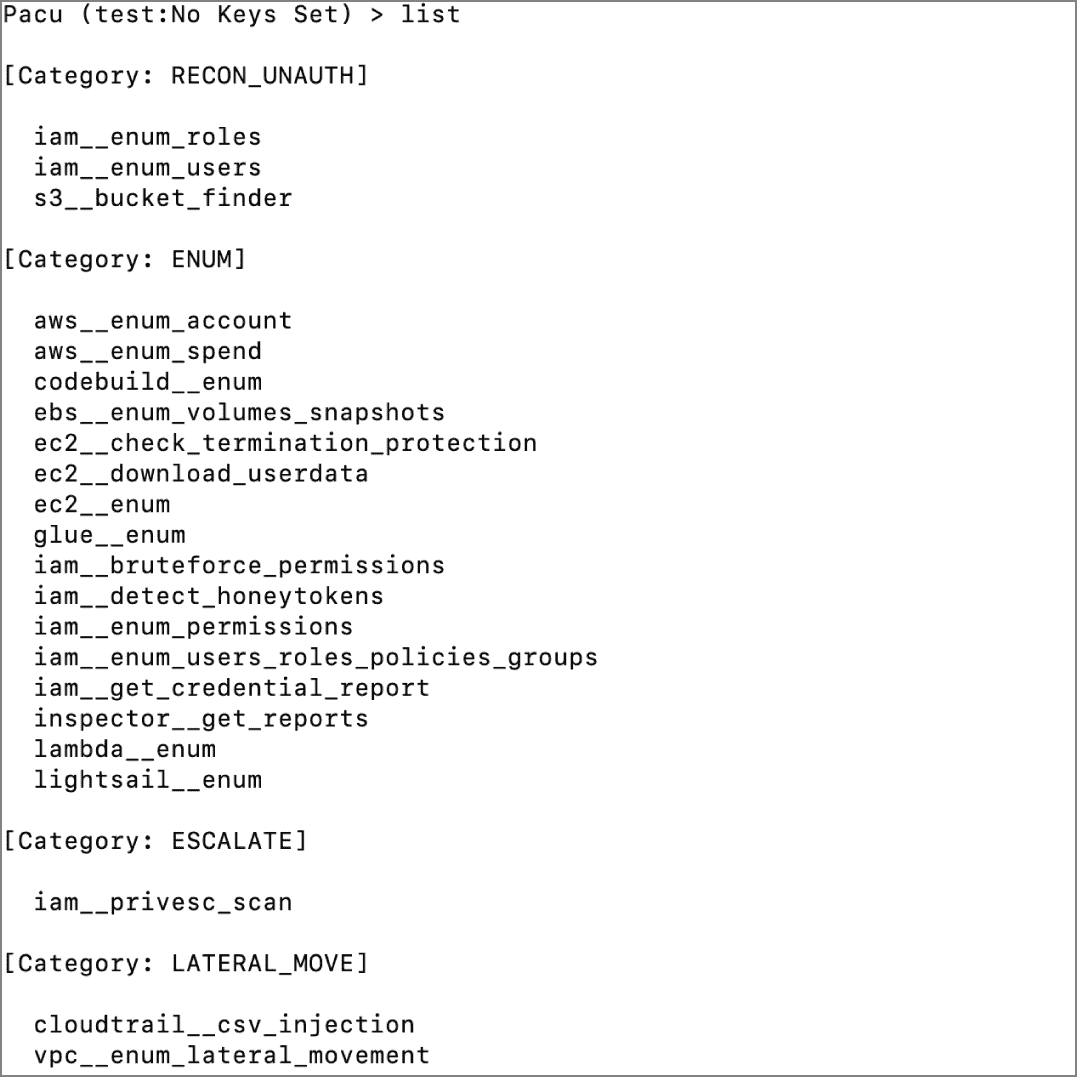 Pacu (test:No Keys Set) > list
[Category: RECON_UNAUTH]
iam__enum_roles
iam__enum_users
s3__bucket_finder
[Category: ENUM]
aws__enum_account
aws__enum_spend
codebuild__enum
ebs__enum_volumes_snapshots
ec2__check_termination_protection
ec2__download_userdata
ec2__enum
glue__enum
iam__bruteforce_permissions
iam__detect_honeytokens
iam__enum_permissions
iam__enum_users_roles_policies_groups
iam__get_credential_report
inspector__get_reports
lambda__enum
lightsail__enum
[Category: ESCALATE]
iam__privesc_scan
[Category: LATERAL_MOVE]
cloudtrail__csv_injection
vpc__enum_lateral_movement